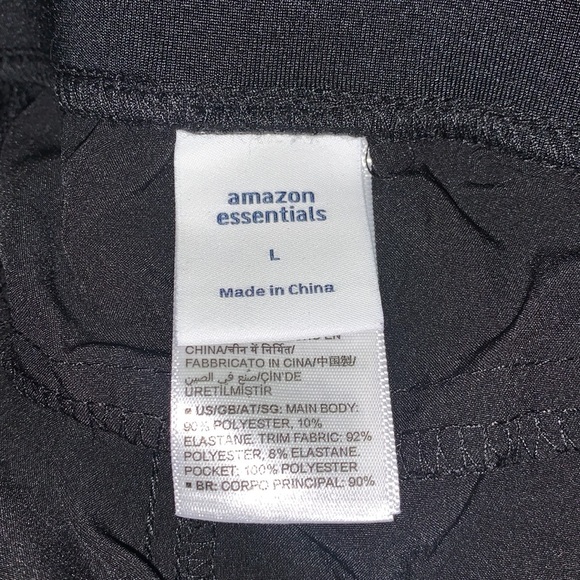 amazon
essentials
L
Made in China
CHINA/चीन में निर्मित/
FABBRICATO IN CINA/中国製/
صنع في الصين/ÇİN'DE
ÜRETİLMİŞTİR
▪ US/GB/AT/SG: MAIN BODY:
90% POLYESTER, 10%
ELASTANE. TRIM FABRIC: 92%
POLYESTER, 8% ELASTANE.
POCKET: 100% POLYESTER
▪ BR: CORPO PRINCIPAL: 90%